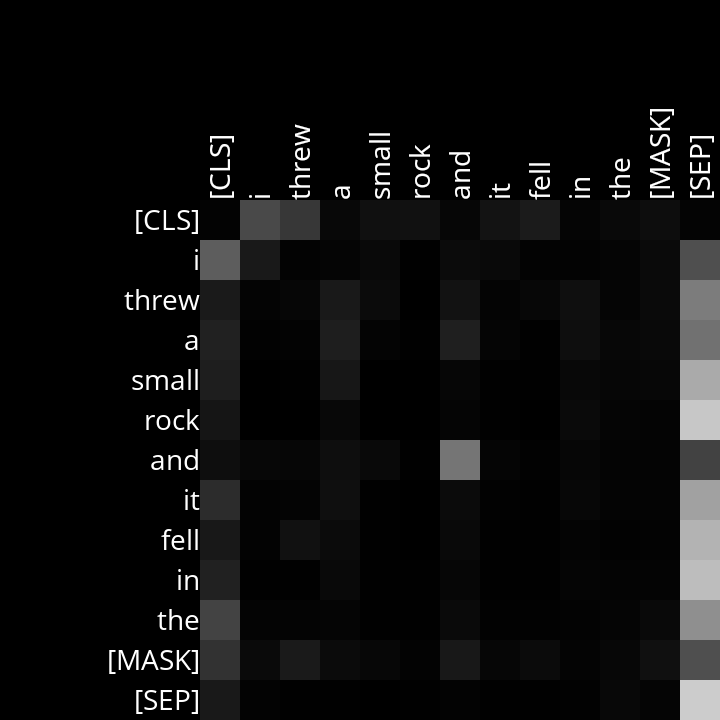 [CLS] i threw a small rock and it fell in the [MASK] [SEP]
[CLS]
i
threw
a
small
rock
and
it
fell
in
the
[MASK]
[SEP]